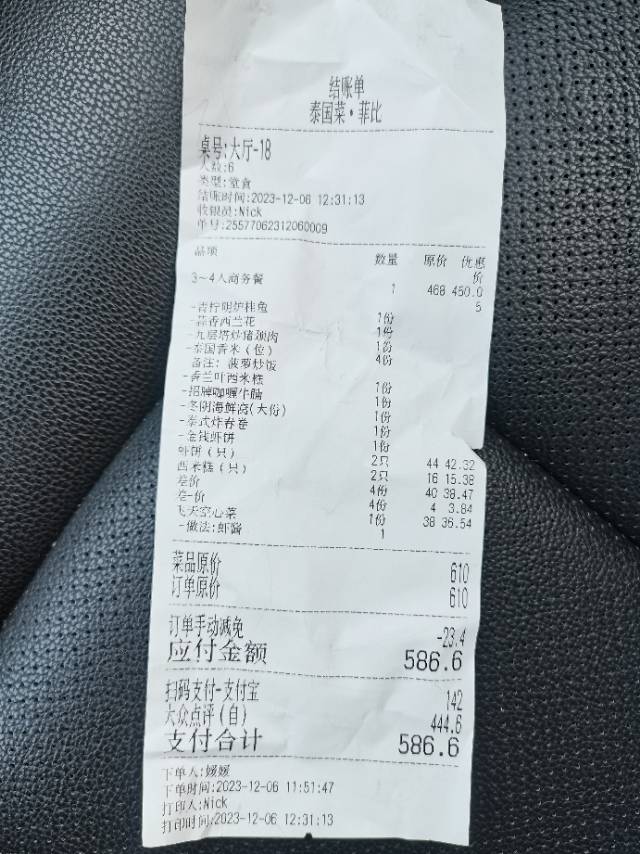 结账单
泰国菜·菲比
桌号:大厅-18
人数:6
类型:堂食
结账时间:2023-12-06 12:31:13
收银员:Nick
单号:25577062312060009
品项 数量 原价 优惠价
3~4人商务餐 1 468 450.05
-青柠明炉桂鱼 1份
-蒜香西兰花 1份
-九层塔炒猪颈肉 1份
-泰国香米(位) 4份
备注: 菠萝炒饭
-香兰叶西米糕 1份
-招牌咖喱牛腩 1份
-冬阴海鲜窝(大份) 1份
-泰式炸春卷 1份
-金钱虾饼 1份
虾饼(只) 2只 44 42.32
西米糕(只) 2只 16 15.38
差价 4份 40 38.47
差-价 4份 4 3.84
飞天空心菜 1份 38 36.54
-做法:虾酱 1
菜品原价 610
订单原价 610
订单手动减免 -23.4
应付金额 586.6
扫码支付-支付宝 142
大众点评(自) 444.6
支付合计 586.6
下单人:媛媛
下单时间:2023-12-06 11:51:47
打印人:Nick
打印时间:2023-12-06 12:31:13